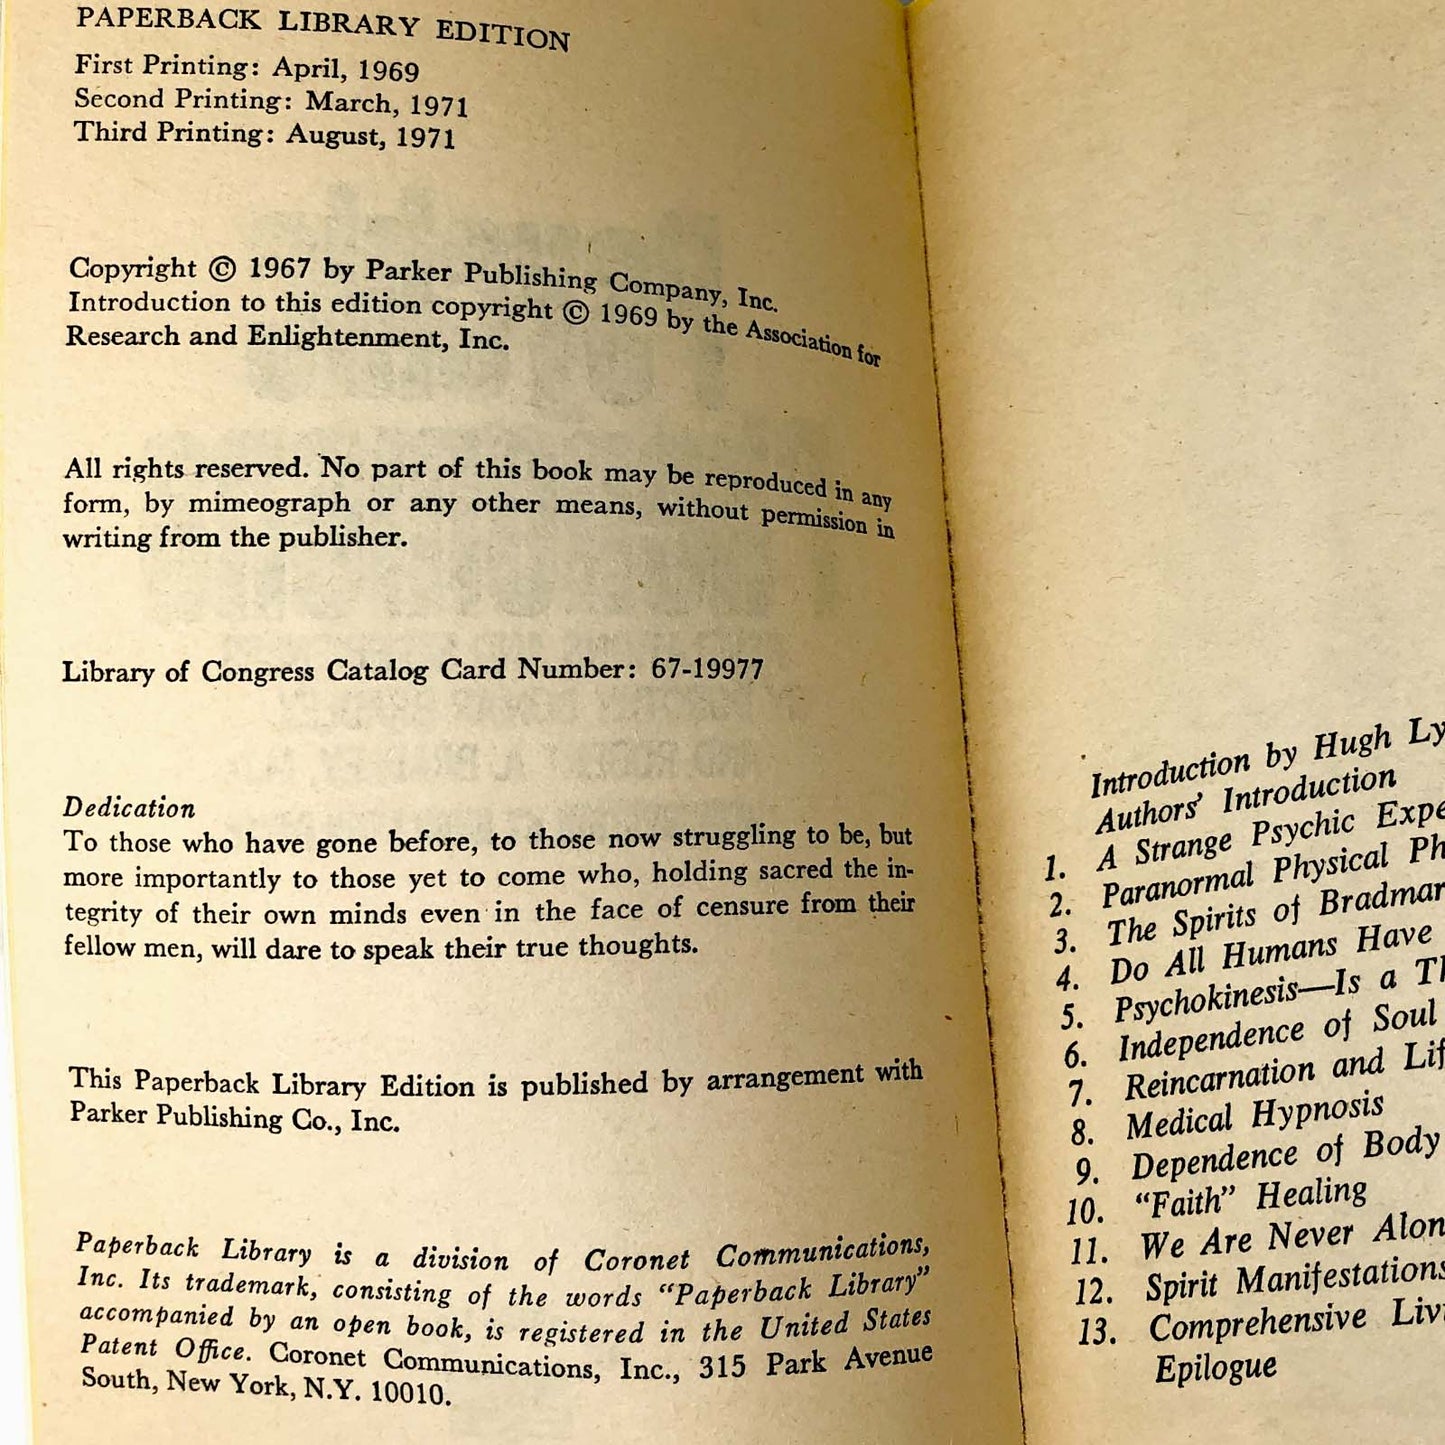 PAPERBACK LIBRARY EDITION
First Printing: April, 1969
Second Printing: March, 1971
Third Printing: August, 1971
Copyright © 1967 by Parker Publishing Company, Inc.
Introduction to this edition copyright © 1969 by the Association for
Research and Enlightenment, Inc.
All rights reserved. No part of this book may be reproduced in any
form, by mimeograph or any other means, without permission in
writing from the publisher.
Library of Congress Catalog Card Number: 67-19977
Dedication
To those who have gone before, to those now struggling to be, but
more importantly to those yet to come who, holding sacred the in-
tegrity of their own minds even in the face of censure from their
fellow men, will dare to speak their true thoughts.
This Paperback Library Edition is published by arrangement with
Parker Publishing Co., Inc.
Paperback Library is a division of Coronet Communications,
Inc. Its trademark, consisting of the words "Paperback Library"
accompanied by an open book, is registered in the United States
Patent Office. Coronet Communications, Inc., 315 Park Avenue
South, New York, N.Y. 10010.
Introduction by Hugh
Authors' Introduction
1. A Strange Psychic
2. Paranormal Physical
3. The Spirits of
4. Do All Humans Have
5. Psychokinesis—Is a
6. Independence of Soul
7. Reincarnation and
8. Medical Hypnosis
9. Dependence of Body
10. "Faith" Healing
11. We Are Never
12. Spirit Manifestations
13. Comprehensive
Epilogue